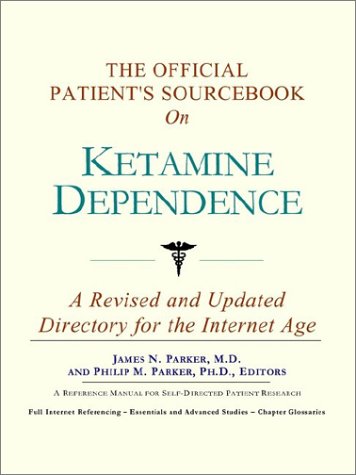 THE OFFICIAL
PATIENT'S SOURCEBOOK
On
KETAMINE
DEPENDENCE
A Revised and Updated
Directory for the Internet Age
JAMES N. PARKER, M.D.
AND PHILIP M. PARKER, PH.D., EDITORS
A REFERENCE MANUAL FOR SELF-DIRECTED PATIENT RESEARCH
Full Internet Referencing – Essentials and Advanced Studies – Chapter Glossaries